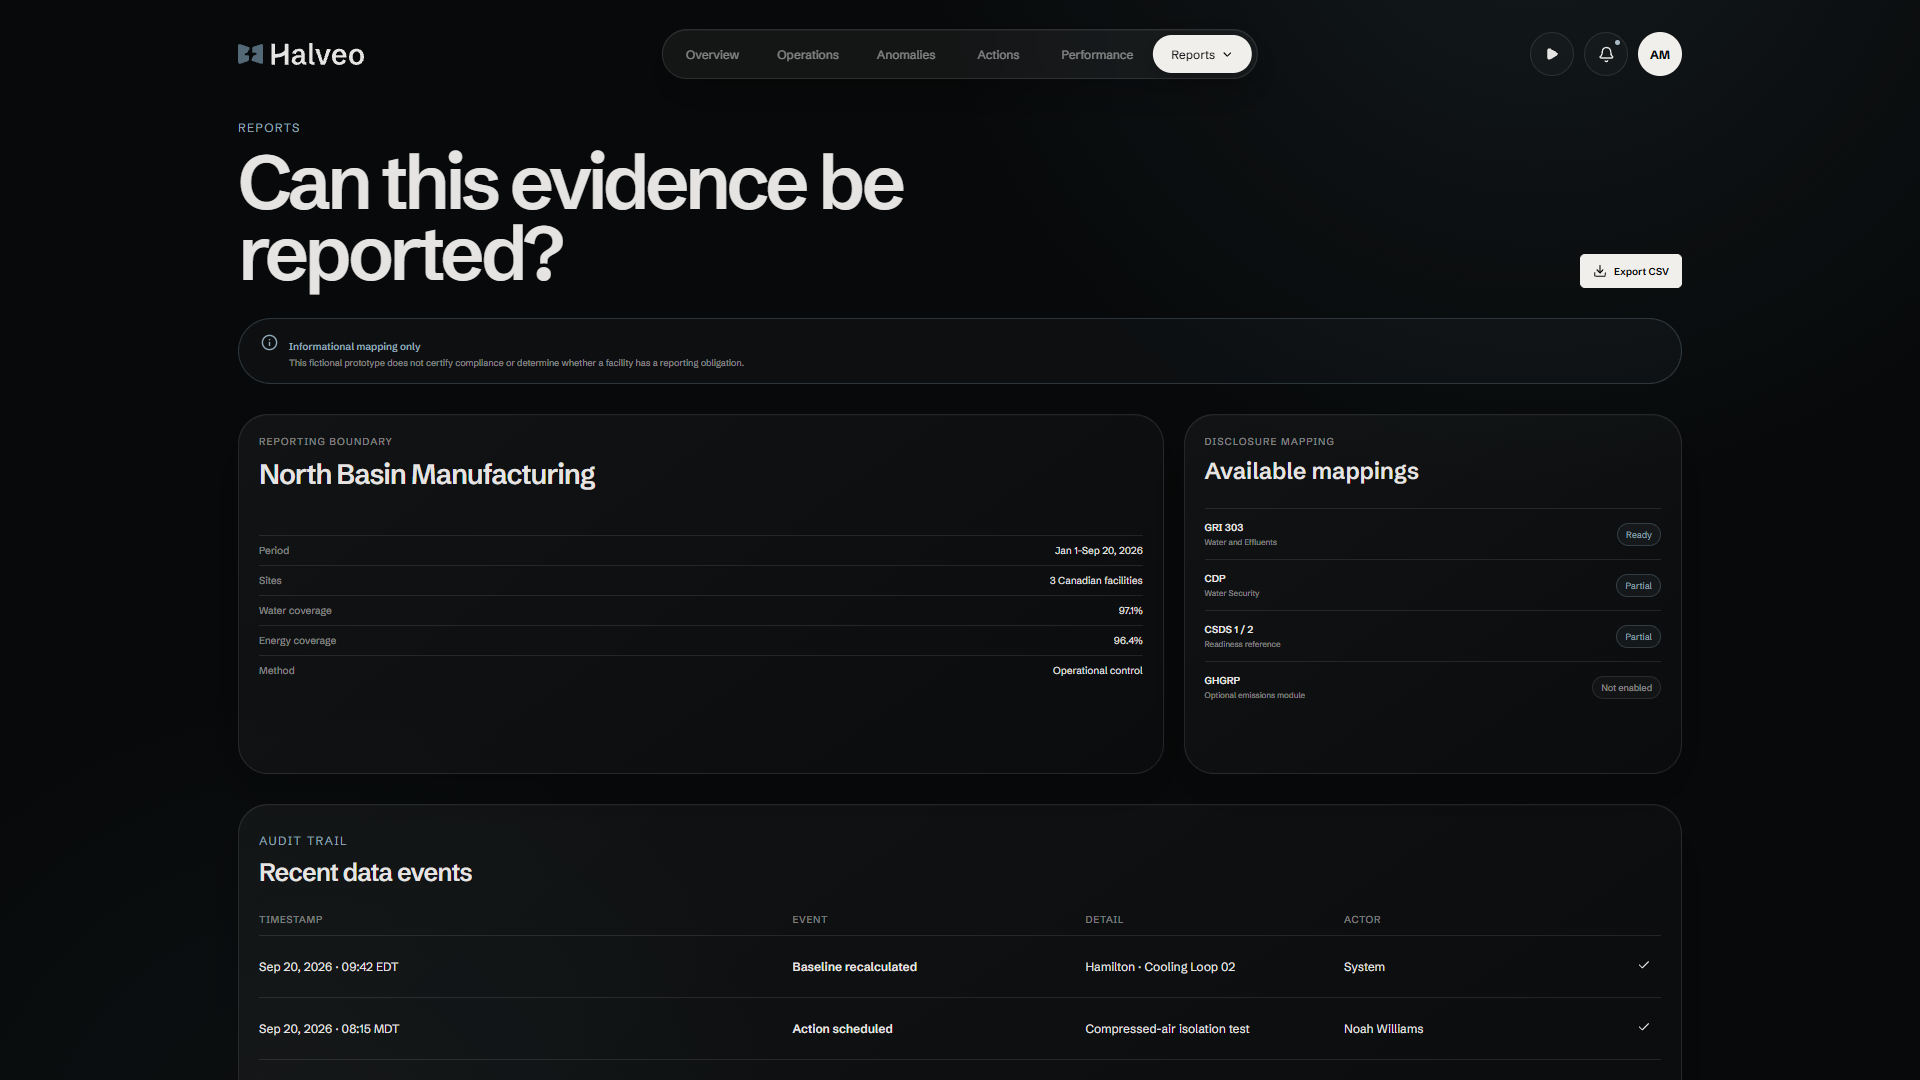 Halveo
Overview
Operations
Anomalies
Actions
Performance
Reports
AM
REPORTS
Can this evidence be
reported?
Export CSV
Informational mapping only
This fictional prototype does not certify compliance or determine whether a facility has a reporting obligation.
REPORTING BOUNDARY
North Basin Manufacturing
Period
Jan 1-Sep 20, 2026
Sites
3 Canadian facilities
Water coverage
97.1%
Energy coverage
96.4%
Method
Operational control
DISCLOSURE MAPPING
Available mappings
GRI 303
Water and Effluents
Ready
CDP
Water Security
Partial
CSDS 1 / 2
Readiness reference
Partial
GHGRP
Optional emissions module
Not enabled
AUDIT TRAIL
Recent data events
TIMESTAMP EVENT DETAIL ACTOR
Sep 20, 2026 · 09:42 EDT Baseline recalculated Hamilton · Cooling Loop 02 System
Sep 20, 2026 · 08:15 MDT Action scheduled Compressed-air isolation test Noah Williams